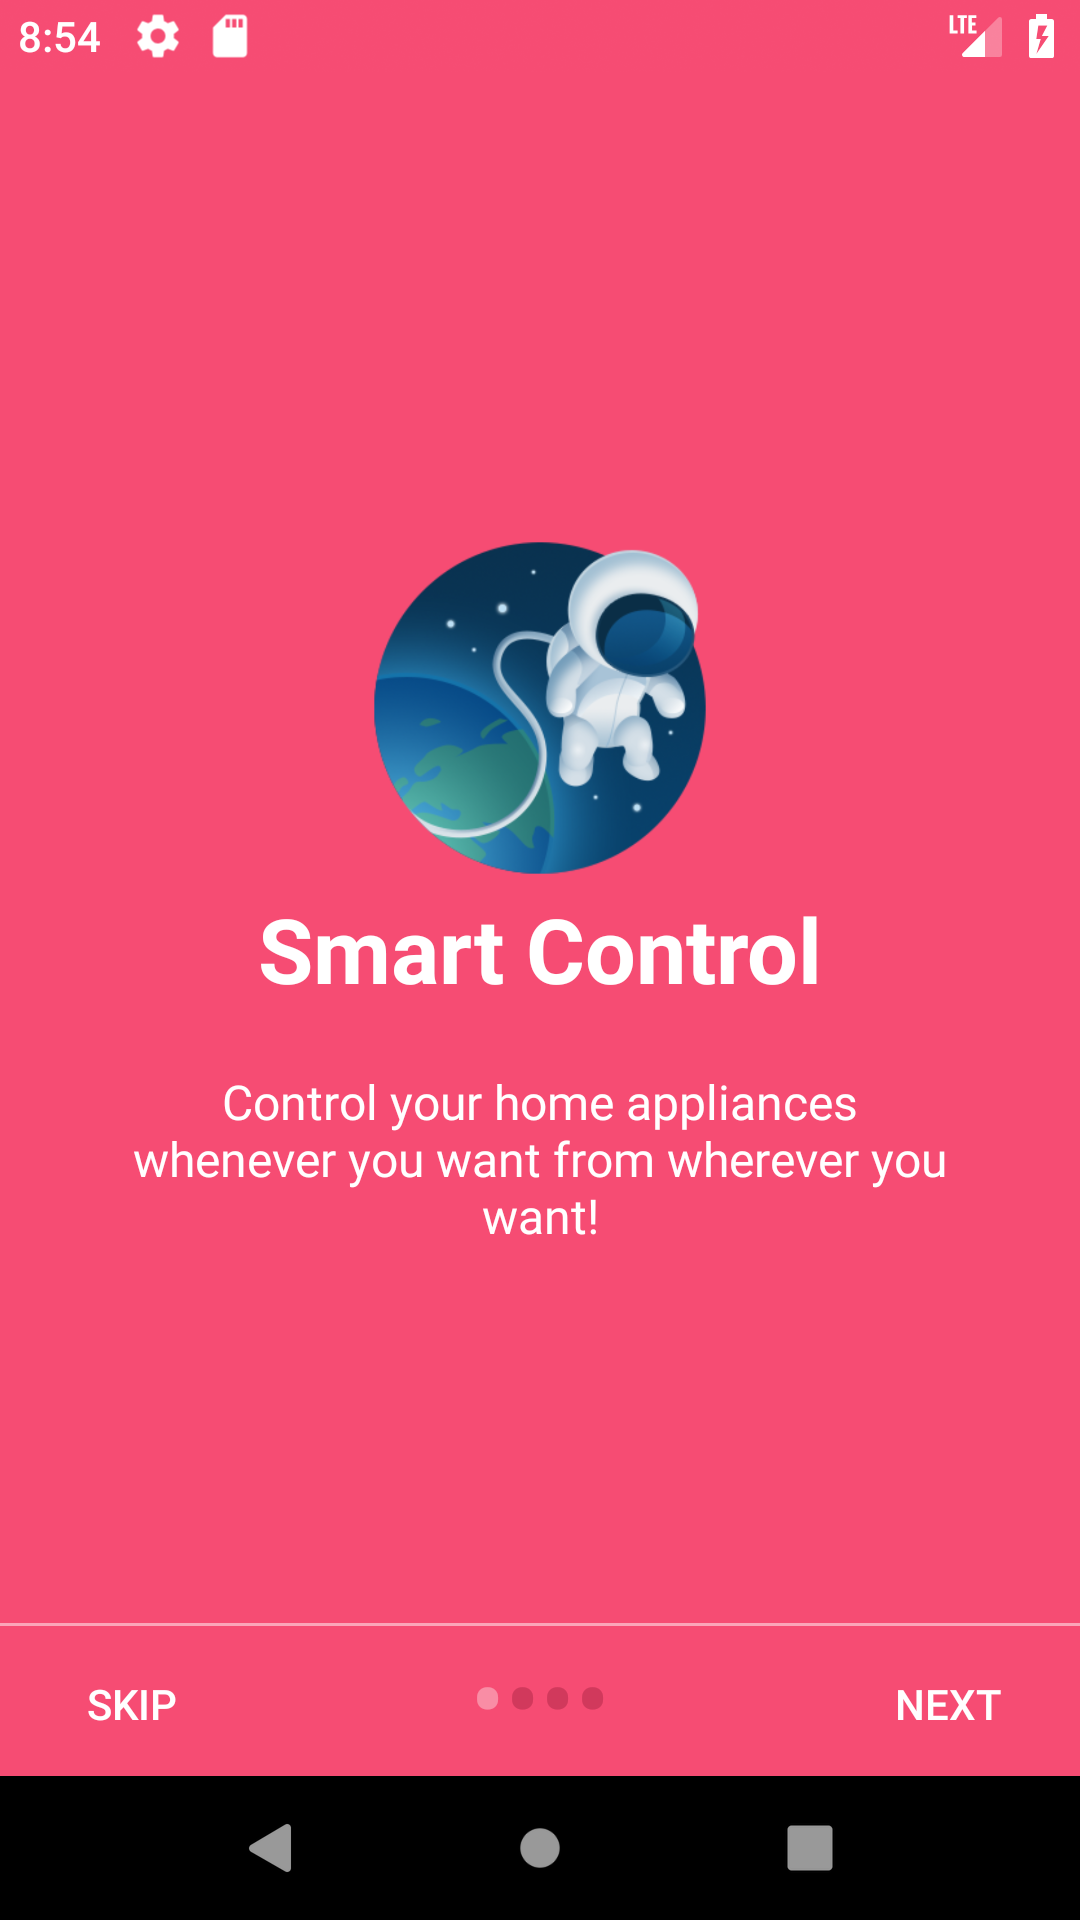 8:54
LTE
Smart Control
Control your home appliances
whenever you want from wherever you
want!
SKIP
NEXT